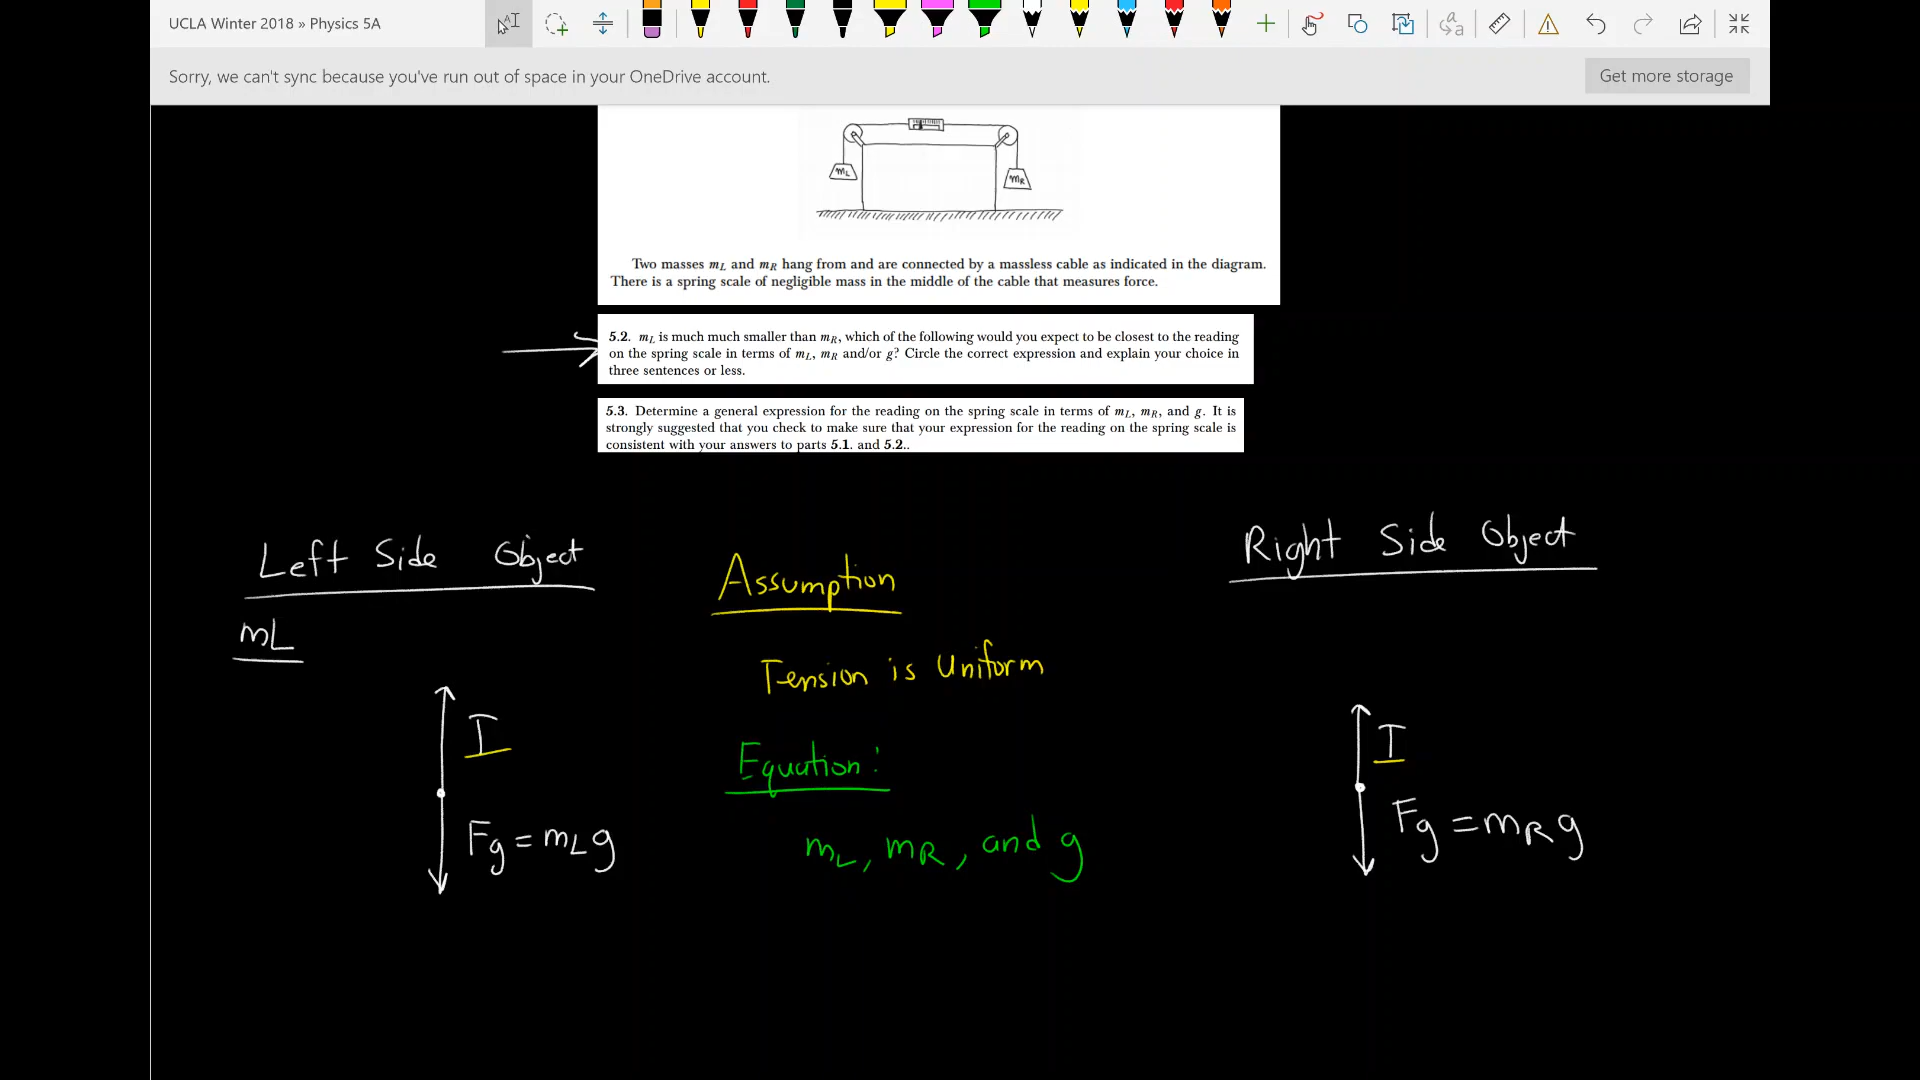 UCLA Winter 2018 » Physics 5A
Sorry, we can't sync because you've run out of space in your OneDrive account.
Get more storage
mL
mR
Two masses mL and mR hang from and are connected by a massless cable as indicated in the diagram.
There is a spring scale of negligible mass in the middle of the cable that measures force.
5.2. mL is much much smaller than mR, which of the following would you expect to be closest to the reading
on the spring scale in terms of mL, mR and/or g? Circle the correct expression and explain your choice in
three sentences or less.
5.3. Determine a general expression for the reading on the spring scale in terms of mL, mR, and g. It is
strongly suggested that you check to make sure that your expression for the reading on the spring scale is
consistent with your answers to parts 5.1. and 5.2..
Left Side Object
mL
T
Fg = mLg
Assumption
Tension is Uniform
Equation:
mL, mR, and g
Right Side Object
T
Fg = mRg